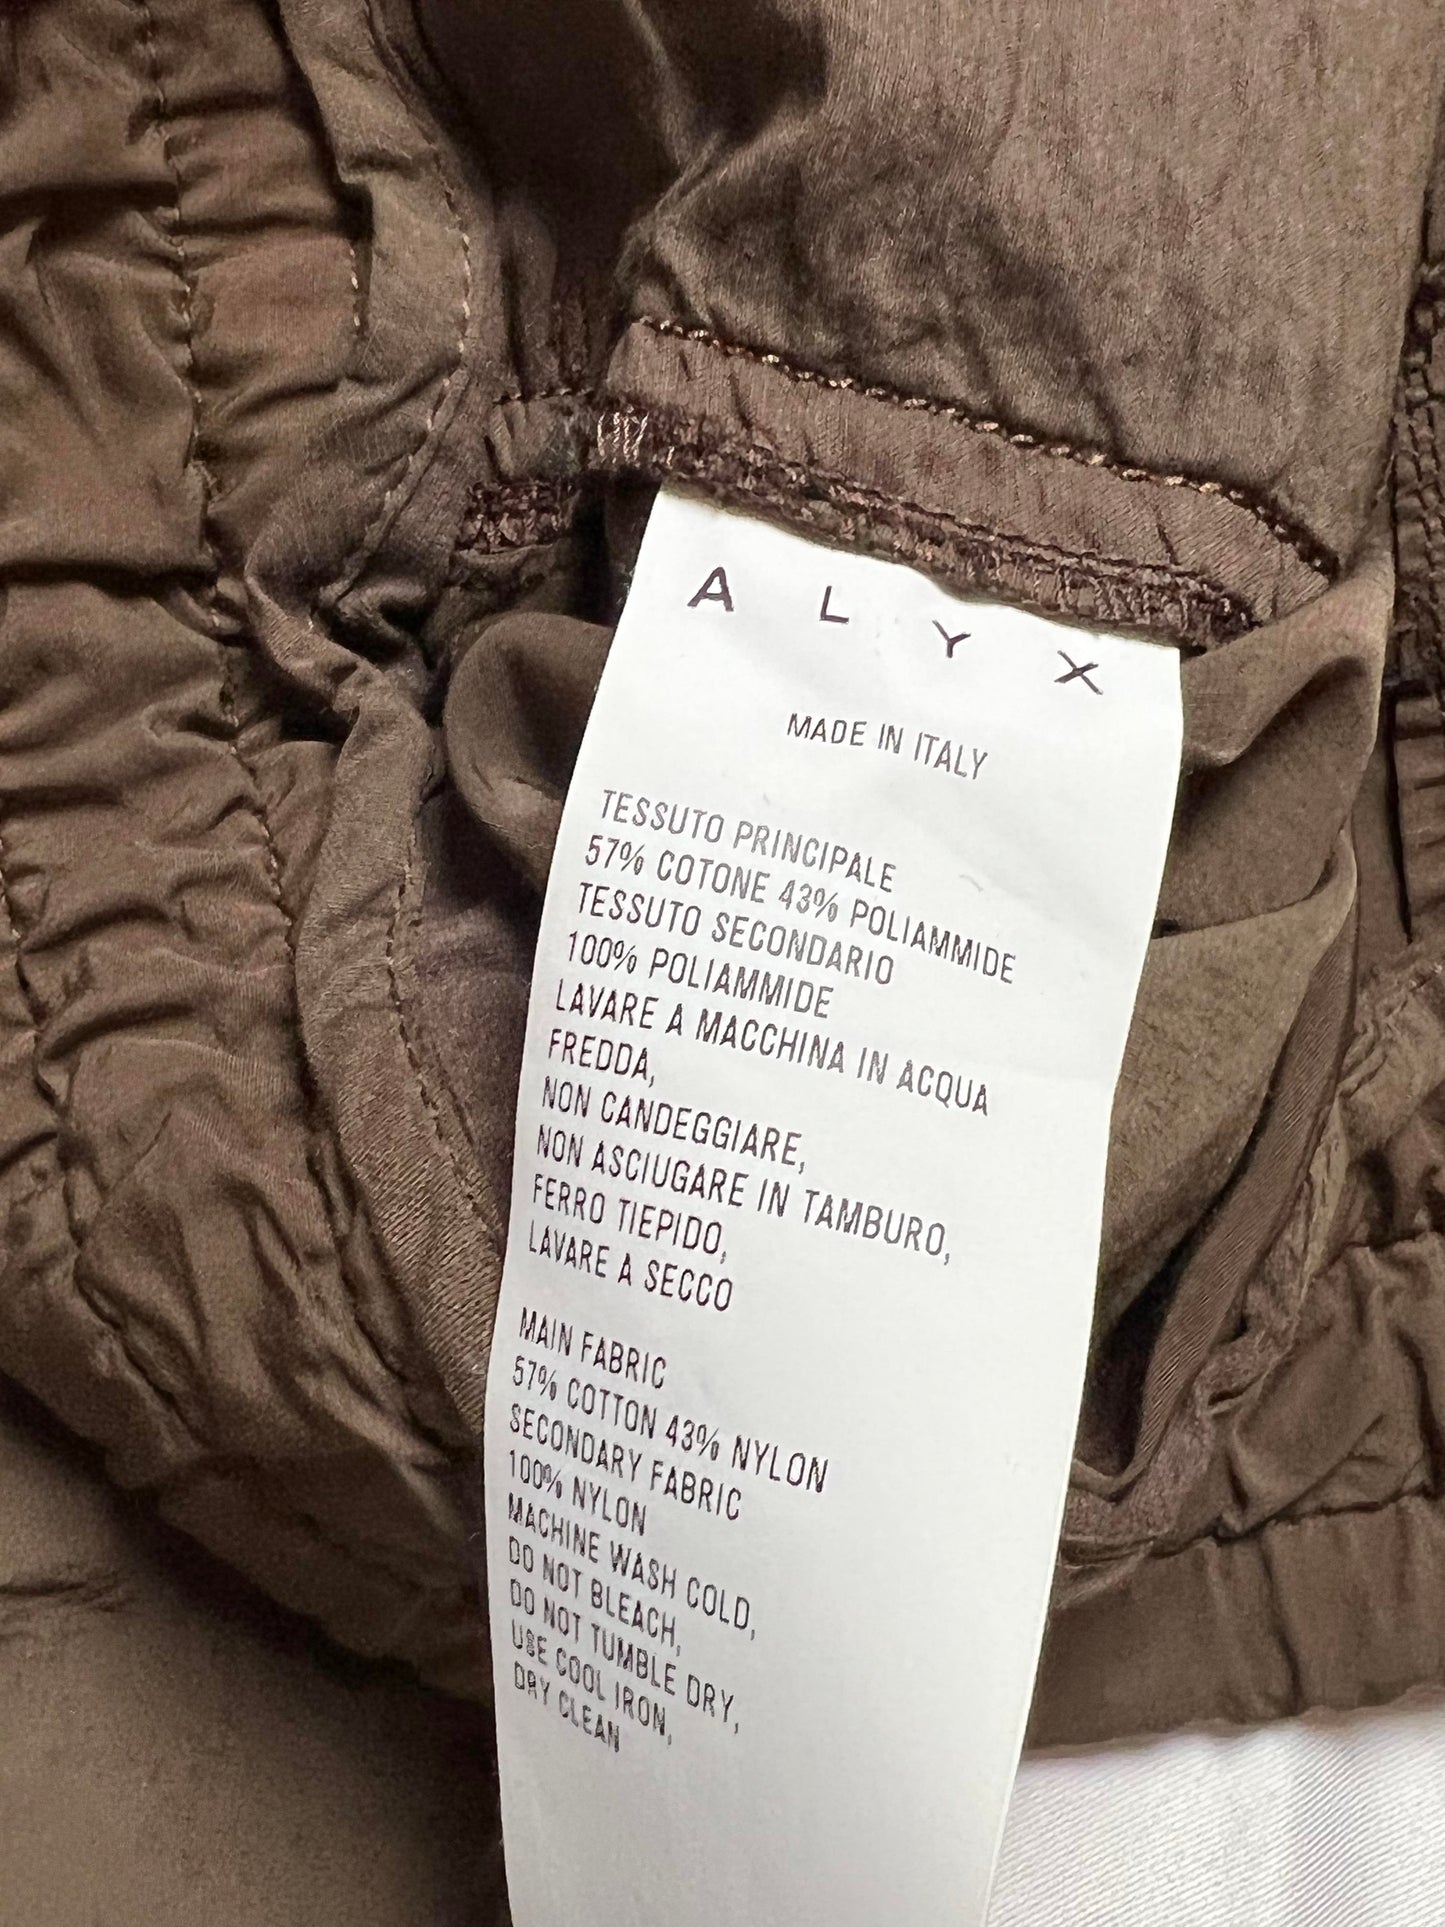 ALYX
MADE IN ITALY
TESSUTO PRINCIPALE
57% COTONE 43% POLIAMMIDE
TESSUTO SECONDARIO
100% POLIAMMIDE
LAVARE A MACCHINA IN ACQUA
FREDDA,
NON CANDEGGIARE,
NON ASCIUGARE IN TAMBURO,
FERRO TIEPIDO,
LAVARE A SECCO
MAIN FABRIC
57% COTTON 43% NYLON
SECONDARY FABRIC
100% NYLON
MACHINE WASH COLD,
DO NOT BLEACH,
DO NOT TUMBLE DRY,
USE COOL IRON,
DRY CLEAN